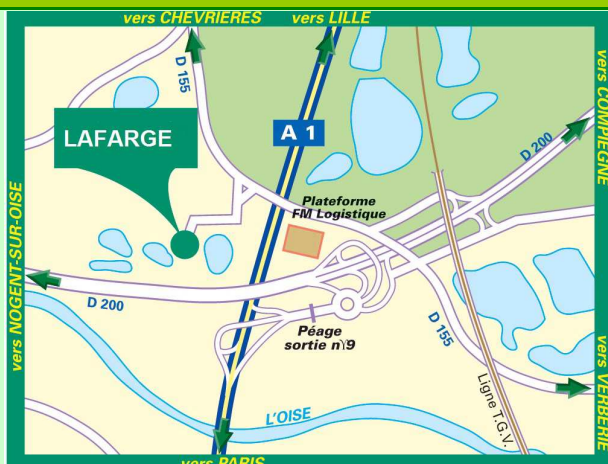 vers CHEVRIERES
vers LILLE
D 155
vers COMPIEGNE
LAFARGE
A 1
D 200
Plateforme
FM Logistique
vers NOGENT-SUR-OISE
D 200
Péage
sortie nϒ9
D 155
Ligne T.G.V.
L'OISE
vers VERBERIE
vers PARIS